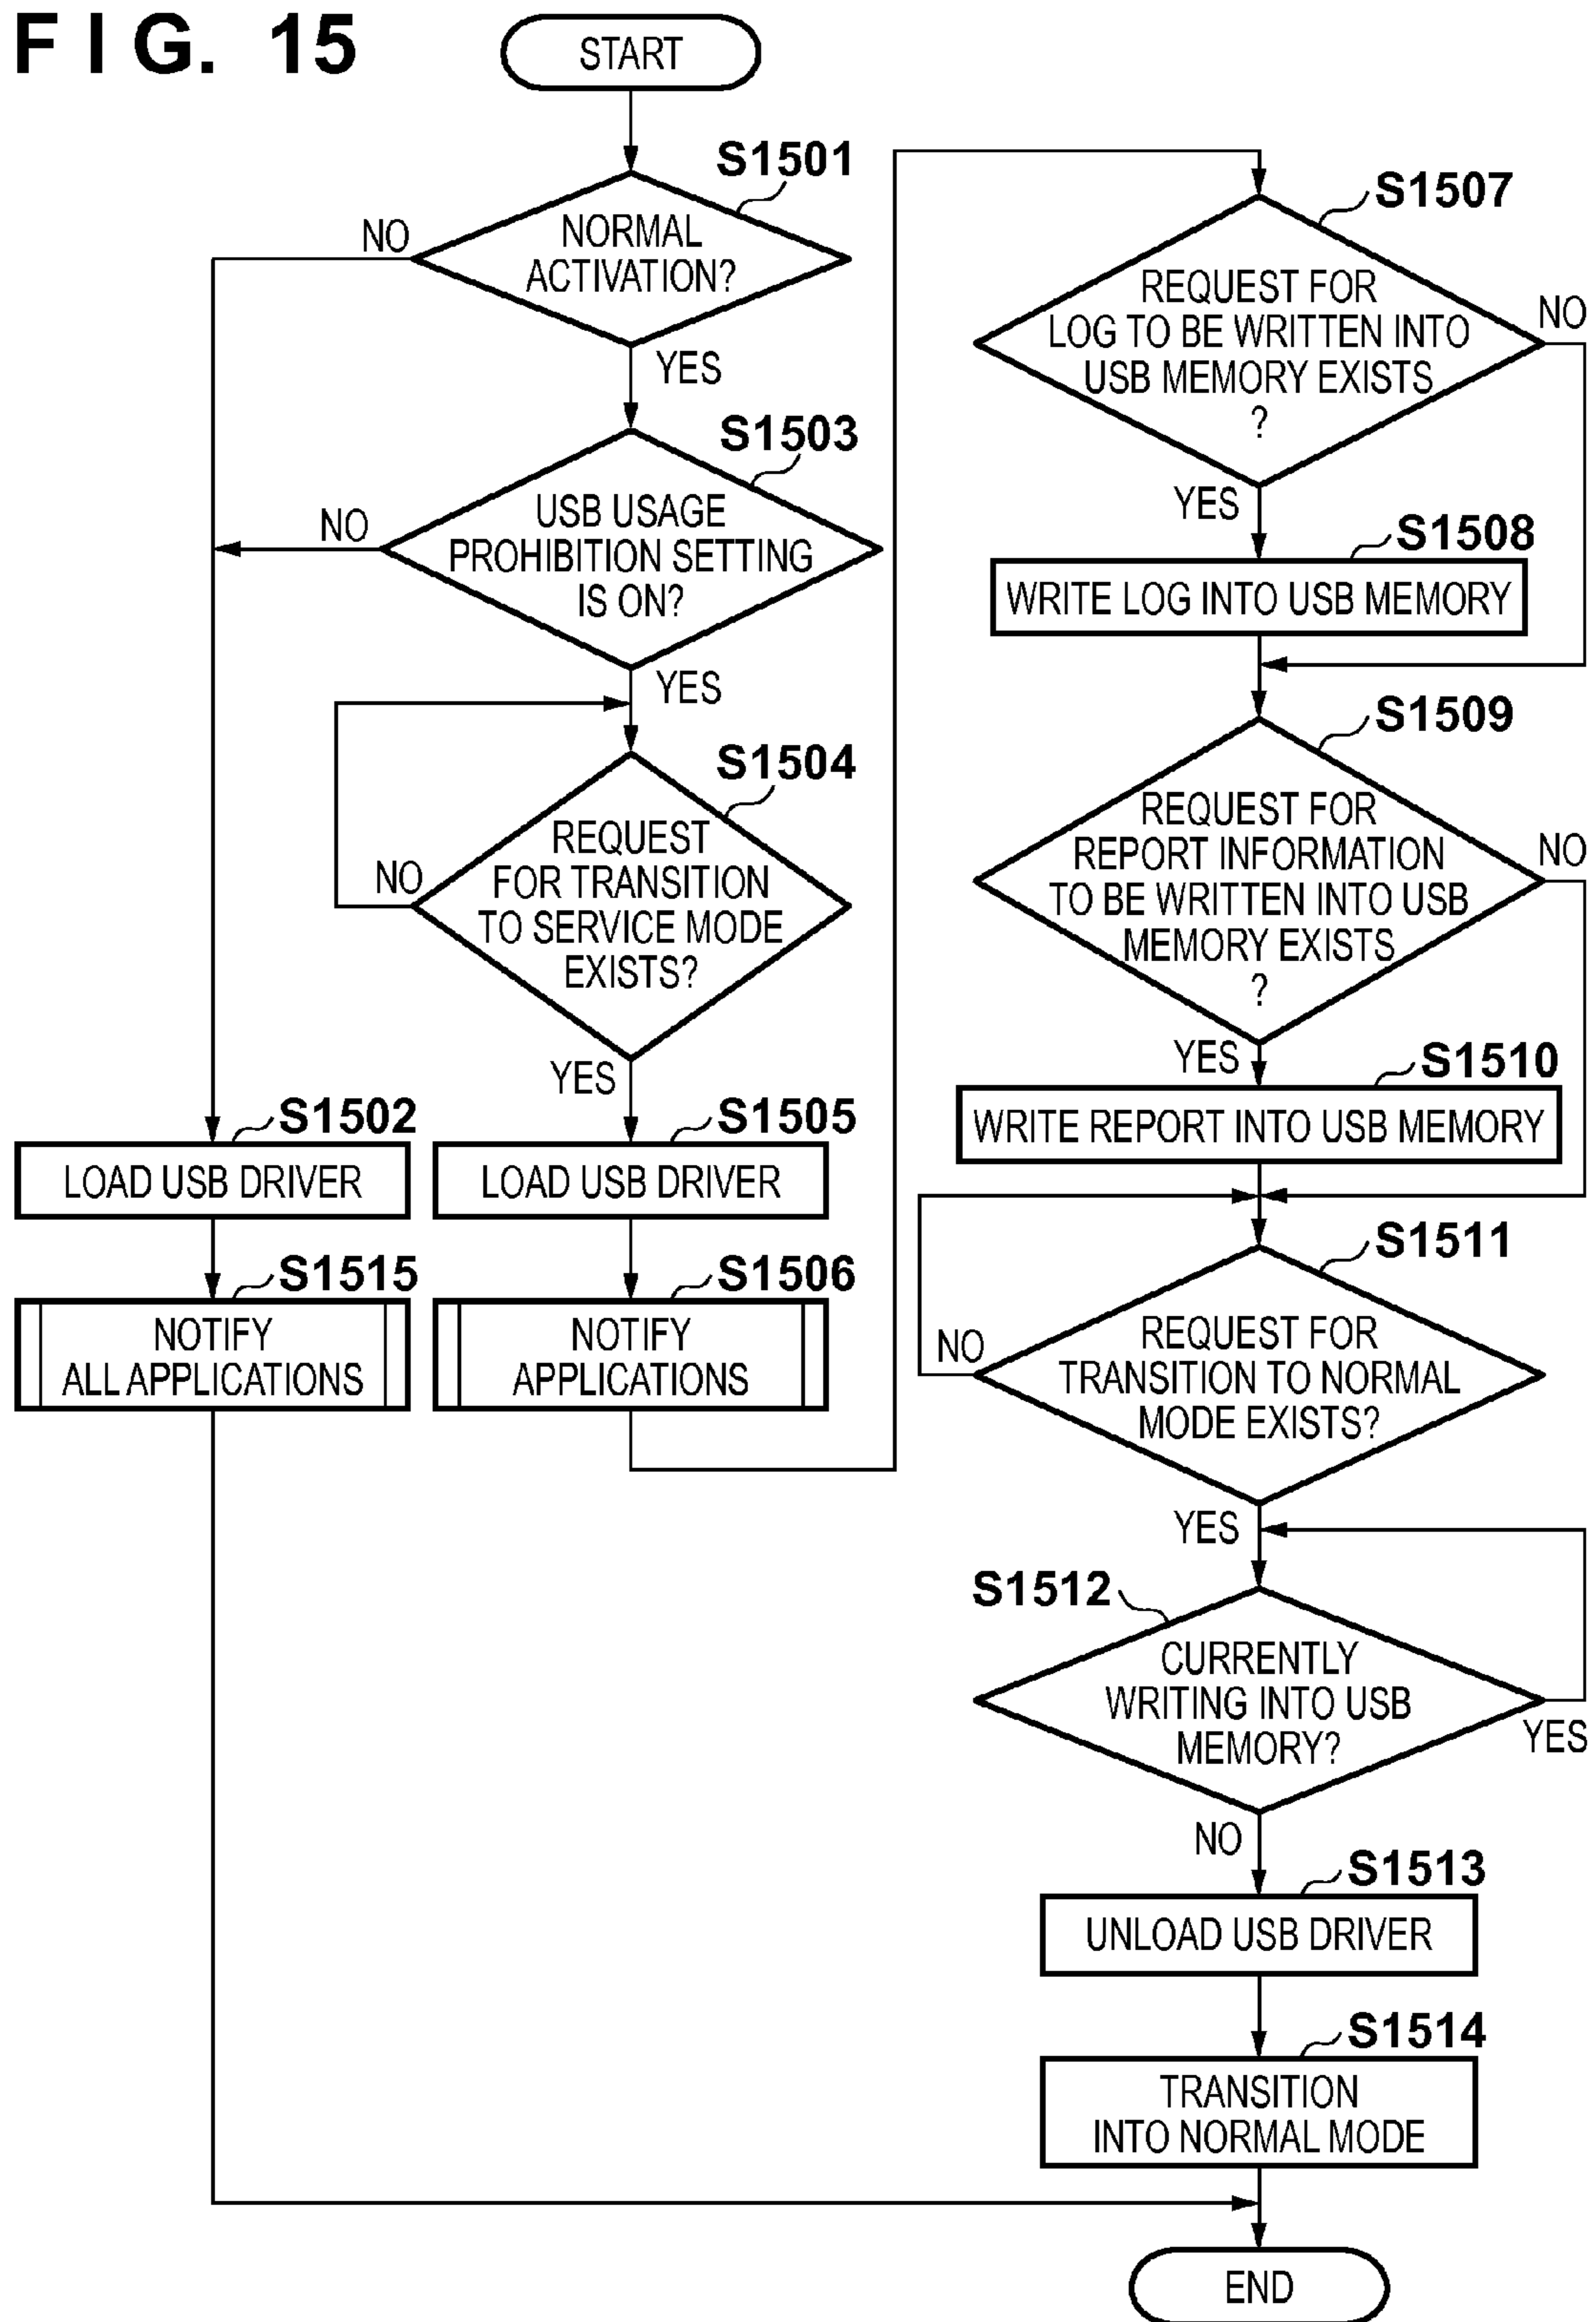 FIG. 15
START
S1501
NORMAL
ACTIVATION?
NO
YES
S1503
USB USAGE
PROHIBITION SETTING
IS ON?
NO
YES
S1504
REQUEST
FOR TRANSITION
TO SERVICE MODE
EXISTS?
NO
YES
S1502
LOAD USB DRIVER
S1515
NOTIFY
ALL APPLICATIONS
S1505
LOAD USB DRIVER
S1506
NOTIFY
APPLICATIONS
S1507
REQUEST FOR
LOG TO BE WRITTEN INTO
USB MEMORY EXISTS
?
NO
YES
S1508
WRITE LOG INTO USB MEMORY
S1509
REQUEST FOR
REPORT INFORMATION
TO BE WRITTEN INTO USB
MEMORY EXISTS
?
NO
YES
S1510
WRITE REPORT INTO USB MEMORY
S1511
REQUEST FOR
TRANSITION TO NORMAL
MODE EXISTS?
NO
YES
S1512
CURRENTLY
WRITING INTO USB
MEMORY?
YES
NO
S1513
UNLOAD USB DRIVER
S1514
TRANSITION
INTO NORMAL MODE
END